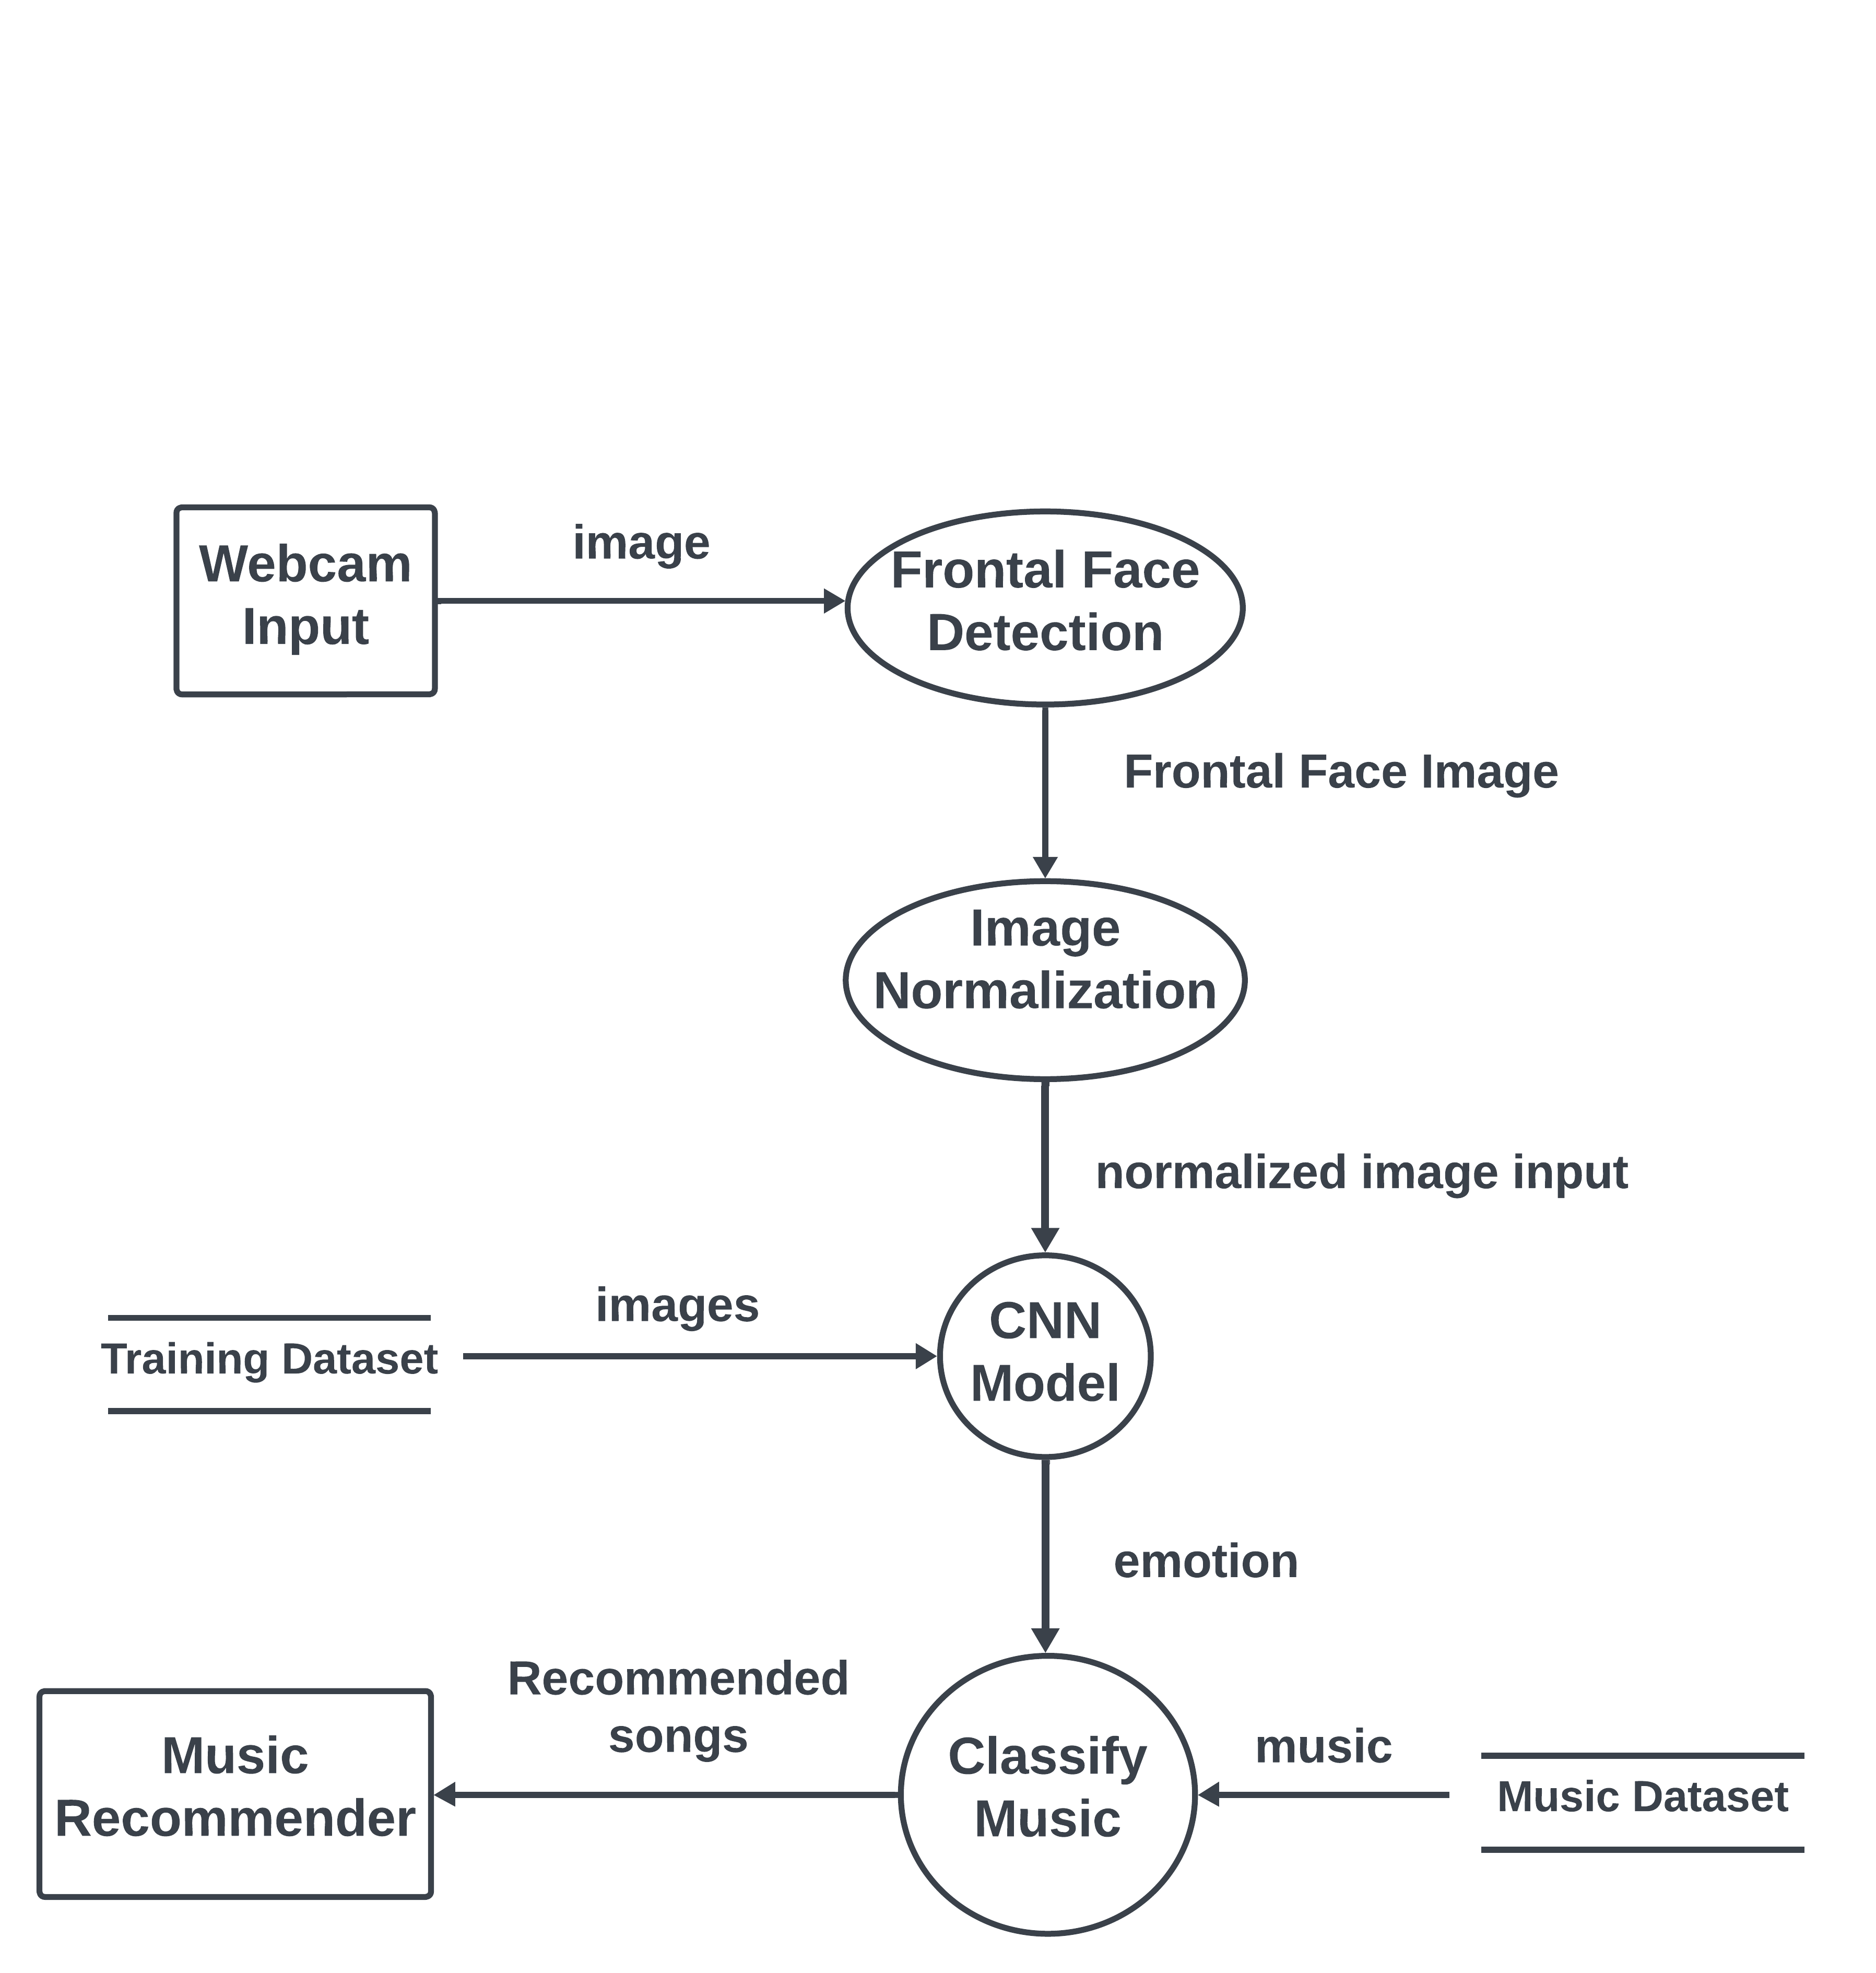 Webcam
Input
image
Frontal Face
Detection
Frontal Face Image
Image
Normalization
normalized image input
Training Dataset
images
CNN
Model
emotion
Music
Recommender
Recommended
songs
Classify
Music
music
Music Dataset